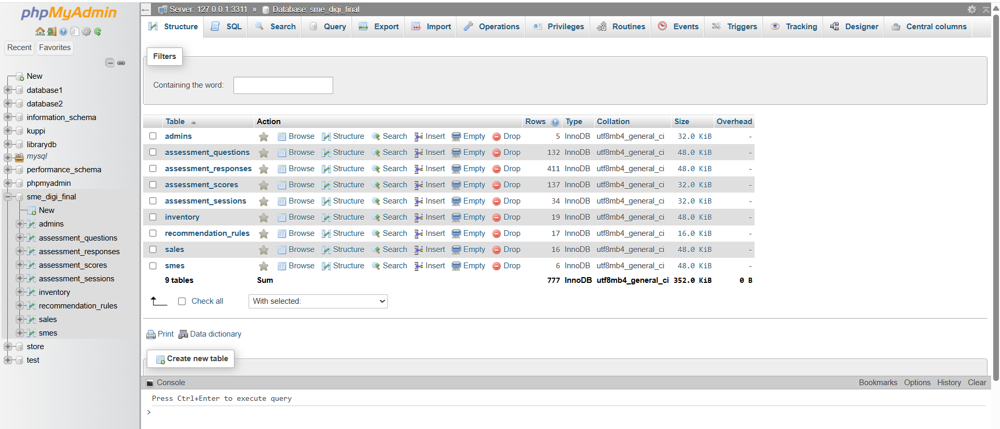 phpMyAdmin
Recent Favorites
New
database1
database2
information_schema
kuppi
librarydb
mysql
performance_schema
phpmyadmin
sme_digi_final
New
admins
assessment_questions
assessment_responses
assessment_scores
assessment_sessions
inventory
recommendation_rules
sales
smes
store
test
Server: 127.0.0.1:3311 » Database: sme_digi_final
Structure SQL Search Query Export Import Operations Privileges Routines Events Triggers Tracking Designer Central columns
Filters
Containing the word:
Table Action Rows Type Collation Size Overhead
admins Browse Structure Search Insert Empty Drop 5 InnoDB utf8mb4_general_ci 32.0 KiB -
assessment_questions Browse Structure Search Insert Empty Drop 132 InnoDB utf8mb4_general_ci 48.0 KiB -
assessment_responses Browse Structure Search Insert Empty Drop 411 InnoDB utf8mb4_general_ci 48.0 KiB -
assessment_scores Browse Structure Search Insert Empty Drop 137 InnoDB utf8mb4_general_ci 32.0 KiB -
assessment_sessions Browse Structure Search Insert Empty Drop 34 InnoDB utf8mb4_general_ci 32.0 KiB -
inventory Browse Structure Search Insert Empty Drop 19 InnoDB utf8mb4_general_ci 48.0 KiB -
recommendation_rules Browse Structure Search Insert Empty Drop 17 InnoDB utf8mb4_general_ci 16.0 KiB -
sales Browse Structure Search Insert Empty Drop 16 InnoDB utf8mb4_general_ci 48.0 KiB -
smes Browse Structure Search Insert Empty Drop 6 InnoDB utf8mb4_general_ci 48.0 KiB -
9 tables Sum 777 InnoDB utf8mb4_general_ci 352.0 KiB 0 B
Check all With selected:
Print Data dictionary
Create new table
Console Bookmarks Options History Clear
Press Ctrl+Enter to execute query
>